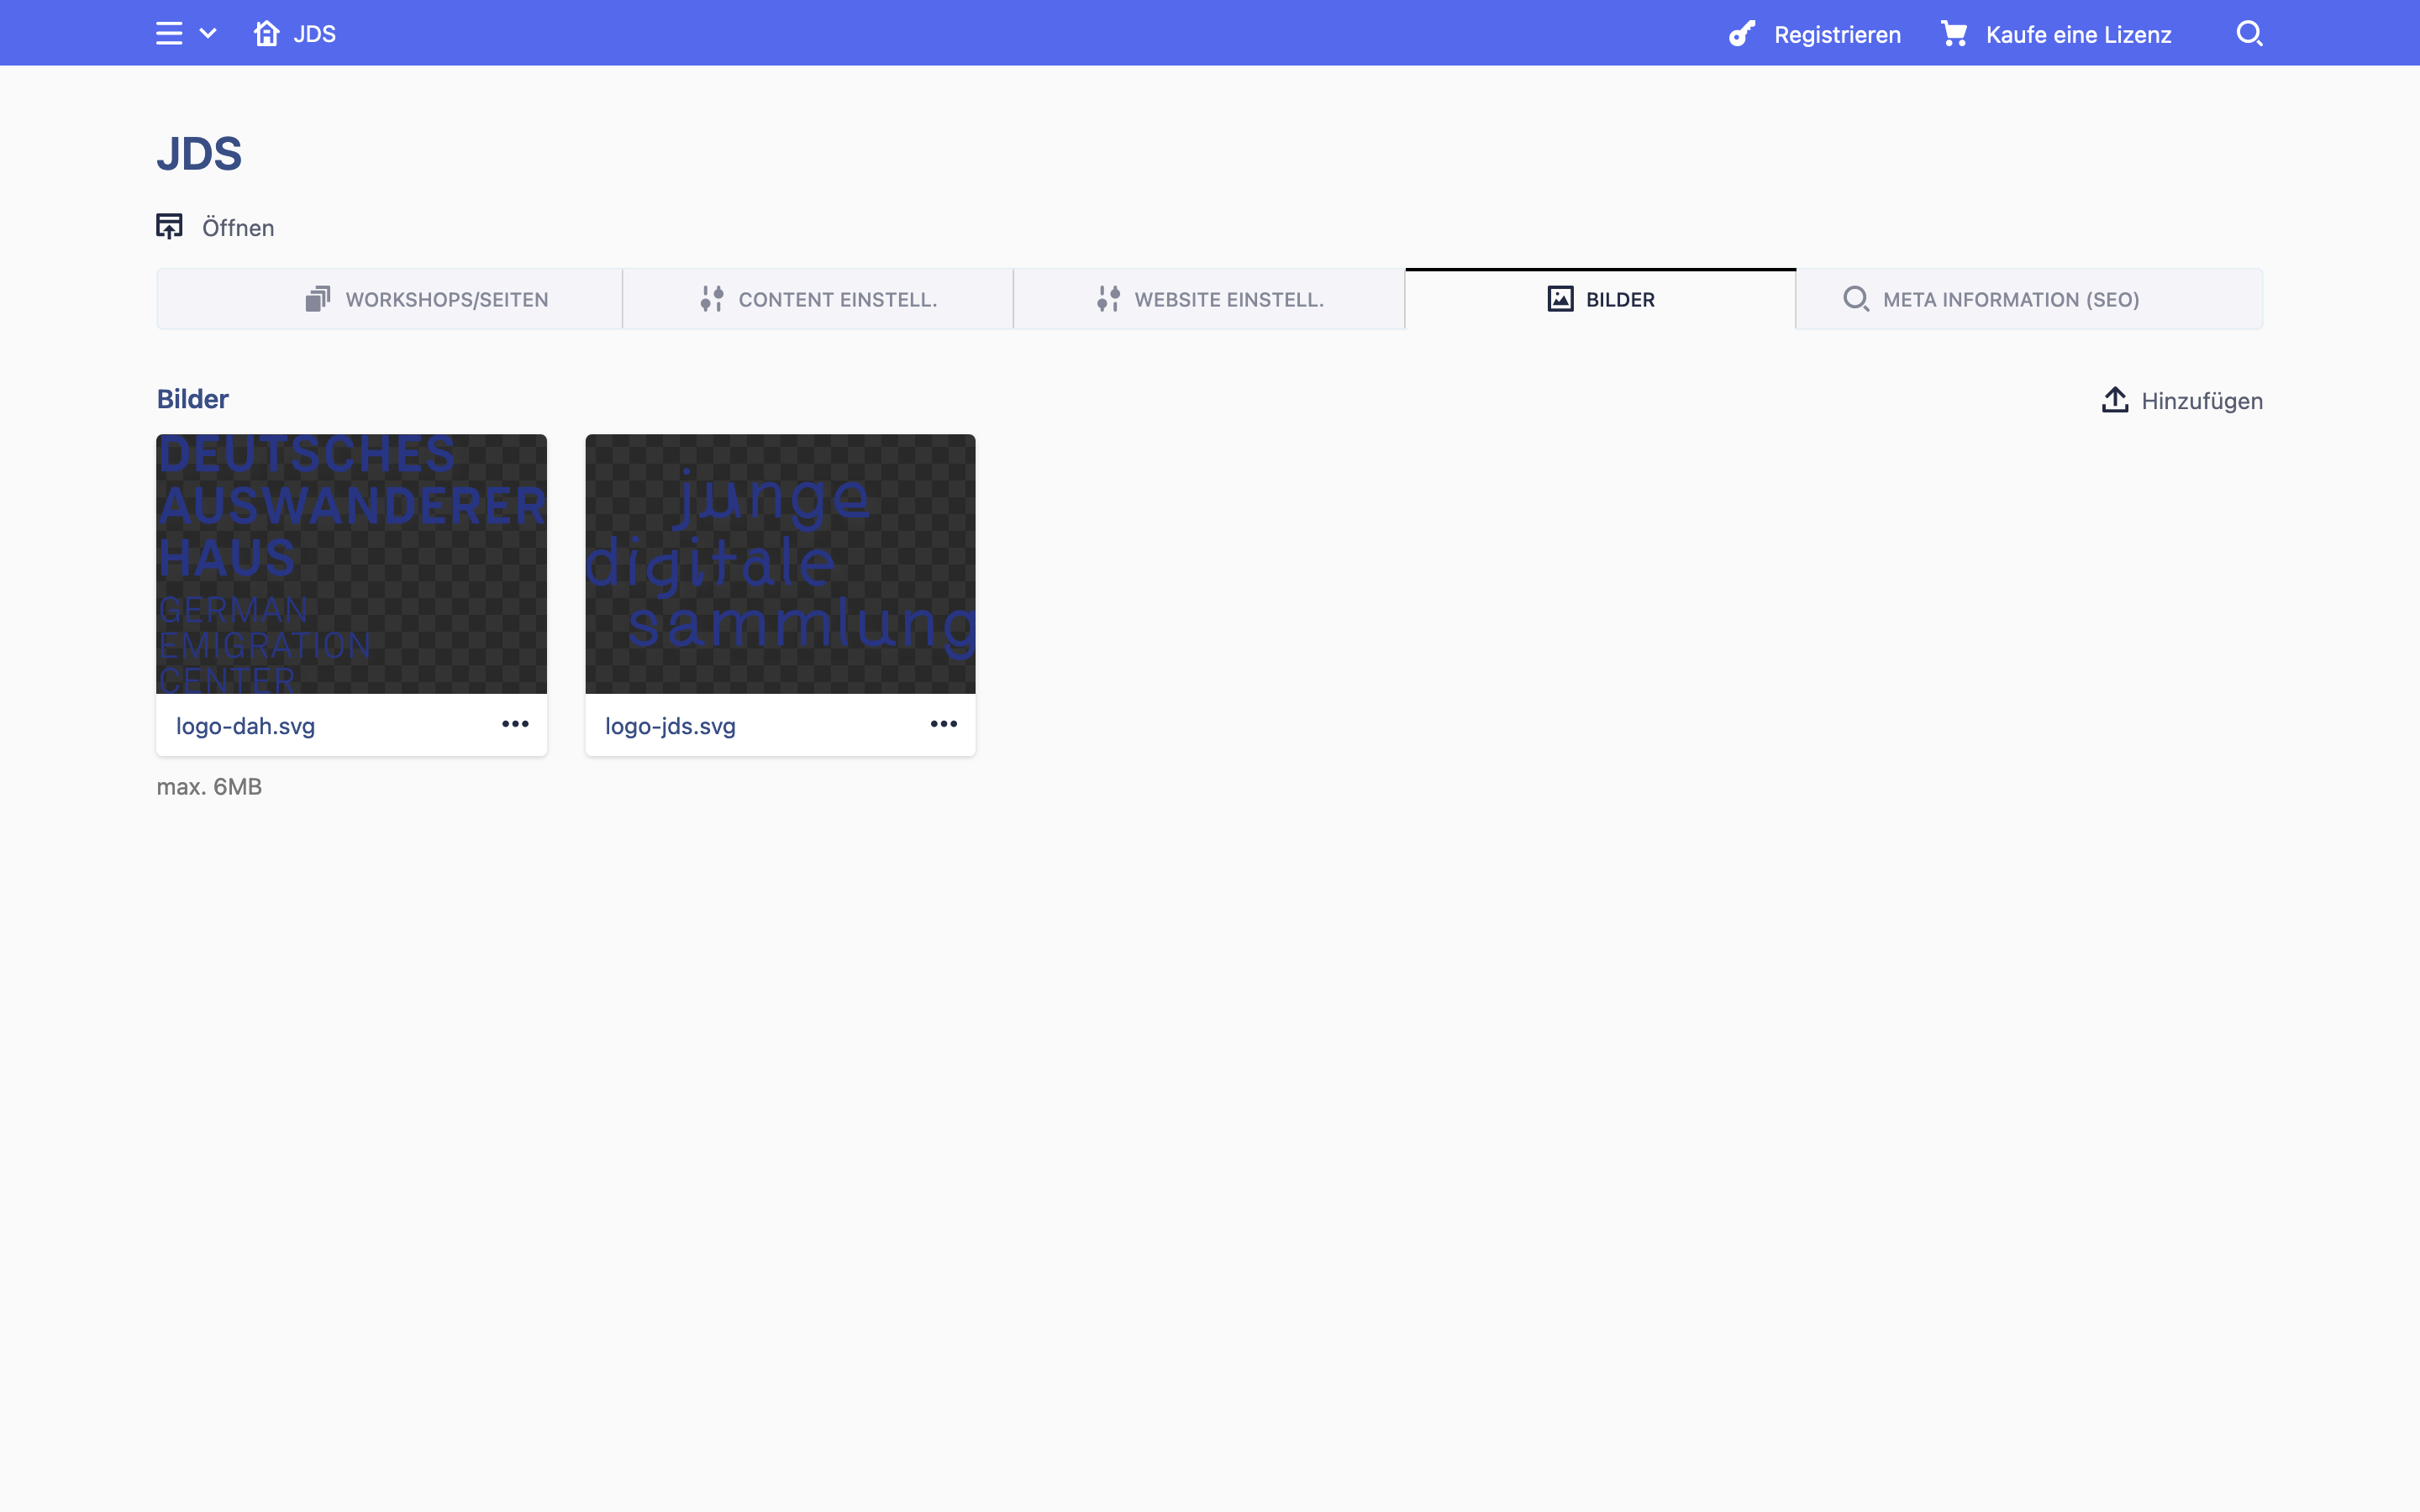 JDS
Registrieren
Kaufe eine Lizenz
JDS
Öffnen
WORKSHOPS/SEITEN
CONTENT EINSTELL.
WEBSITE EINSTELL.
BILDER
META INFORMATION (SEO)
Bilder
Hinzufügen
DEUTSCHES
AUSWANDERER
HAUS
GERMAN
EMIGRATION
CENTER
junge
digitale
sammlung
logo-dah.svg
logo-jds.svg
max. 6MB